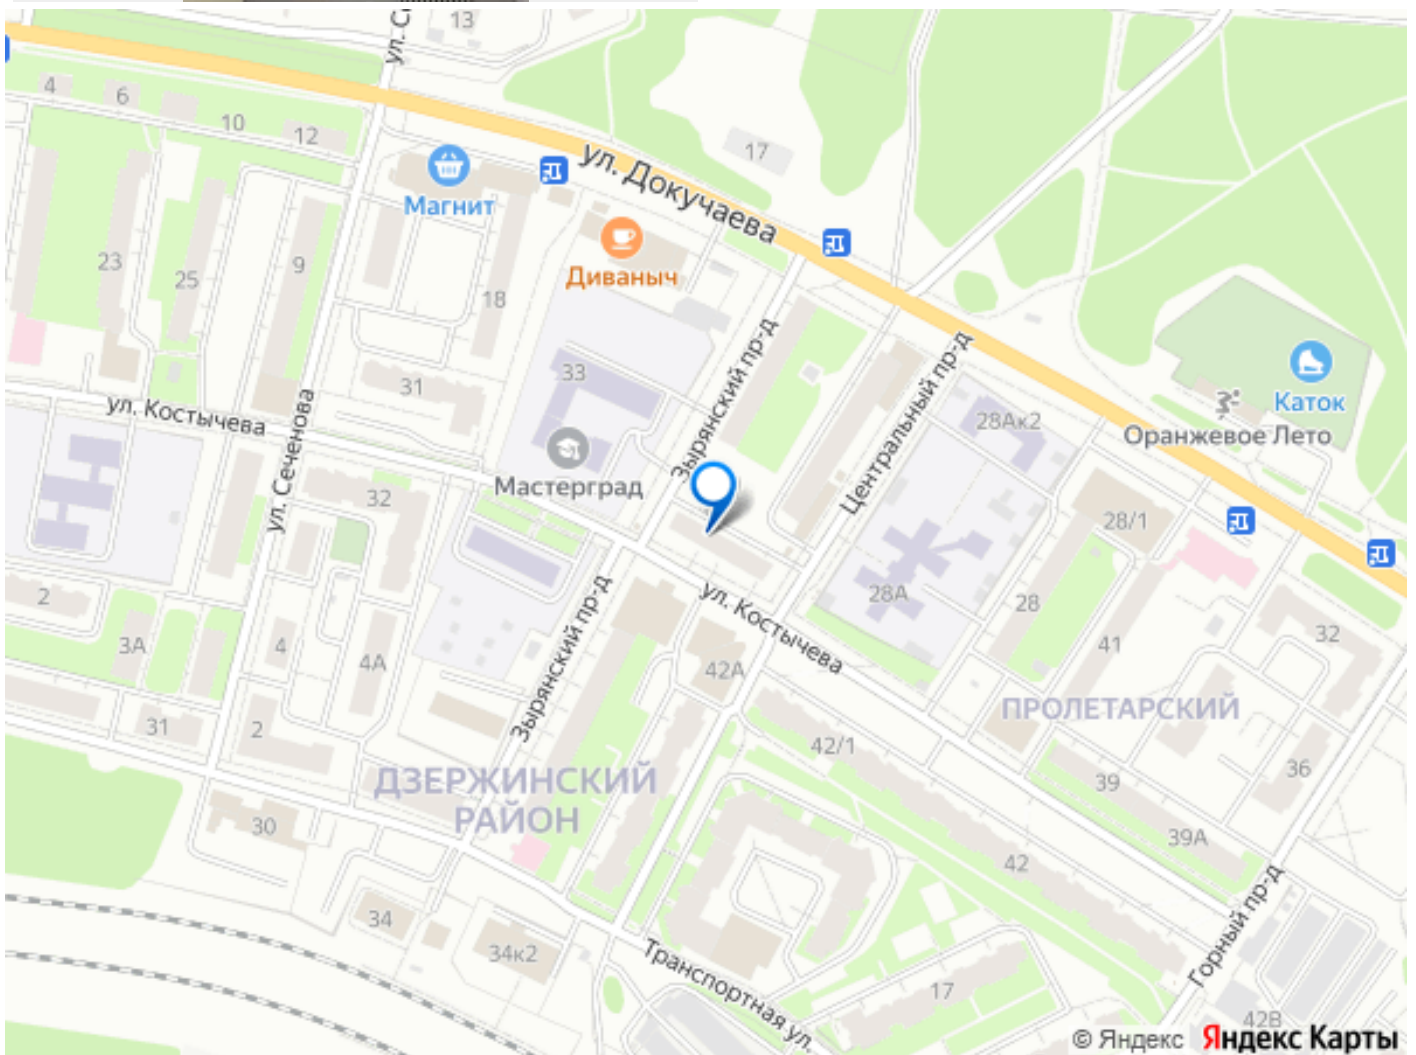 13
ул. С
4
6
10
12
17
ул. Докучаева
Магнит
Диваныч
23
25
9
18
Каток
Оранжевое Лето
33
31
Зырянский пр-д
Центральный пр-д
28Ак2
ул. Костычева
ул. Сеченова
Мастерград
32
28/1
2
28А
28
3А
4
4А
Зырянский пр-д
ул. Костычева
41
32
42А
ПРОЛЕТАРСКИЙ
31
2
42/1
36
39
ДЗЕРЖИНСКИЙ
РАЙОН
30
39А
42
34
34к2
Горный пр-д
Транспортная ул.
17
42В
© Яндекс Яндекс Карты